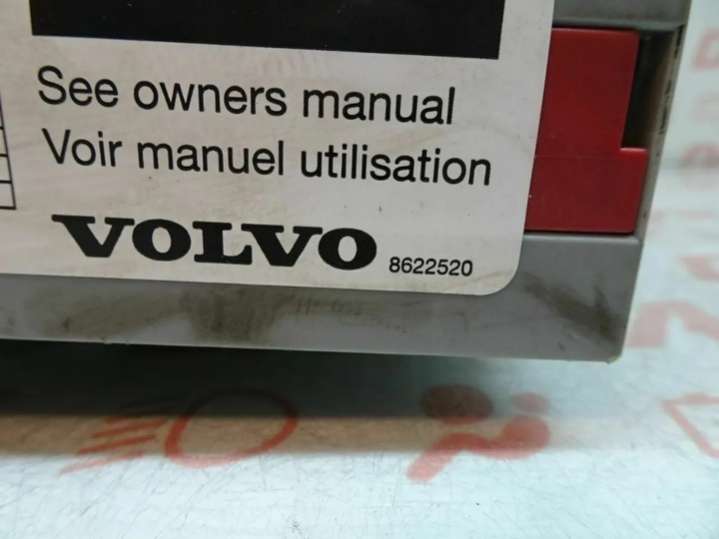 See owners manual
Voir manuel utilisation
VOLVO 8622520